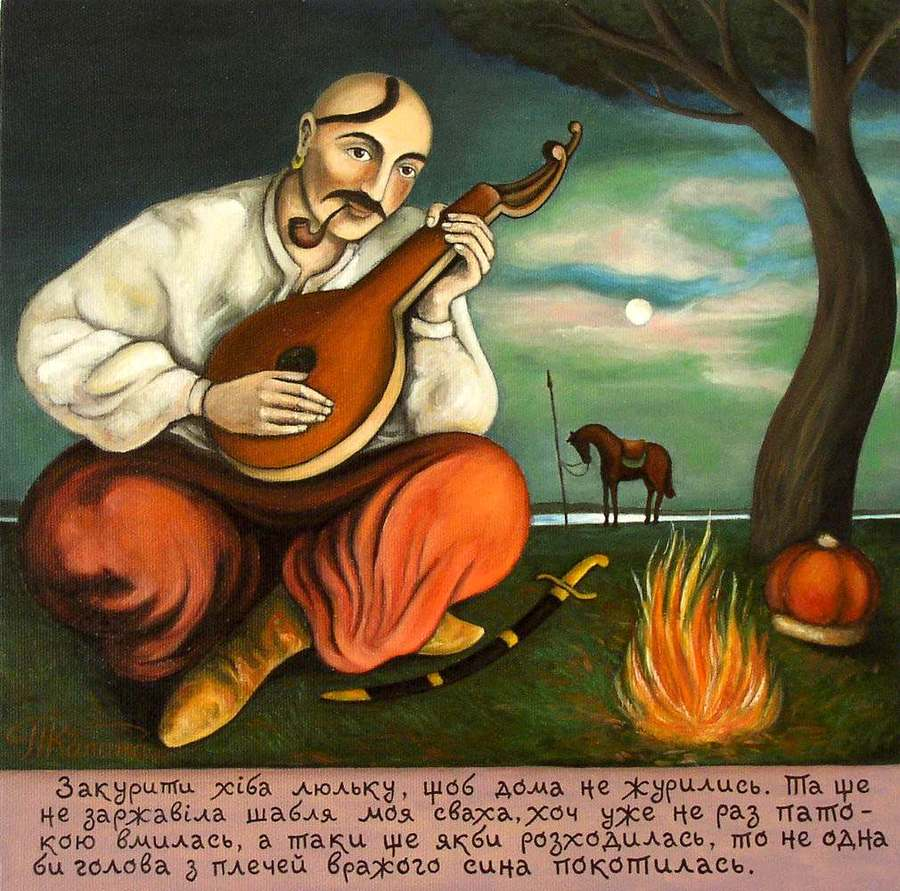 Закурити хіба люльку, щоб дома не журились. Та ще
не заржавіла шабля моя сваха, хоч уже не раз пато-
кою вмилась, а таки ще якби розходилась, то не одна
би голова з плечей вражого сина покотилась.